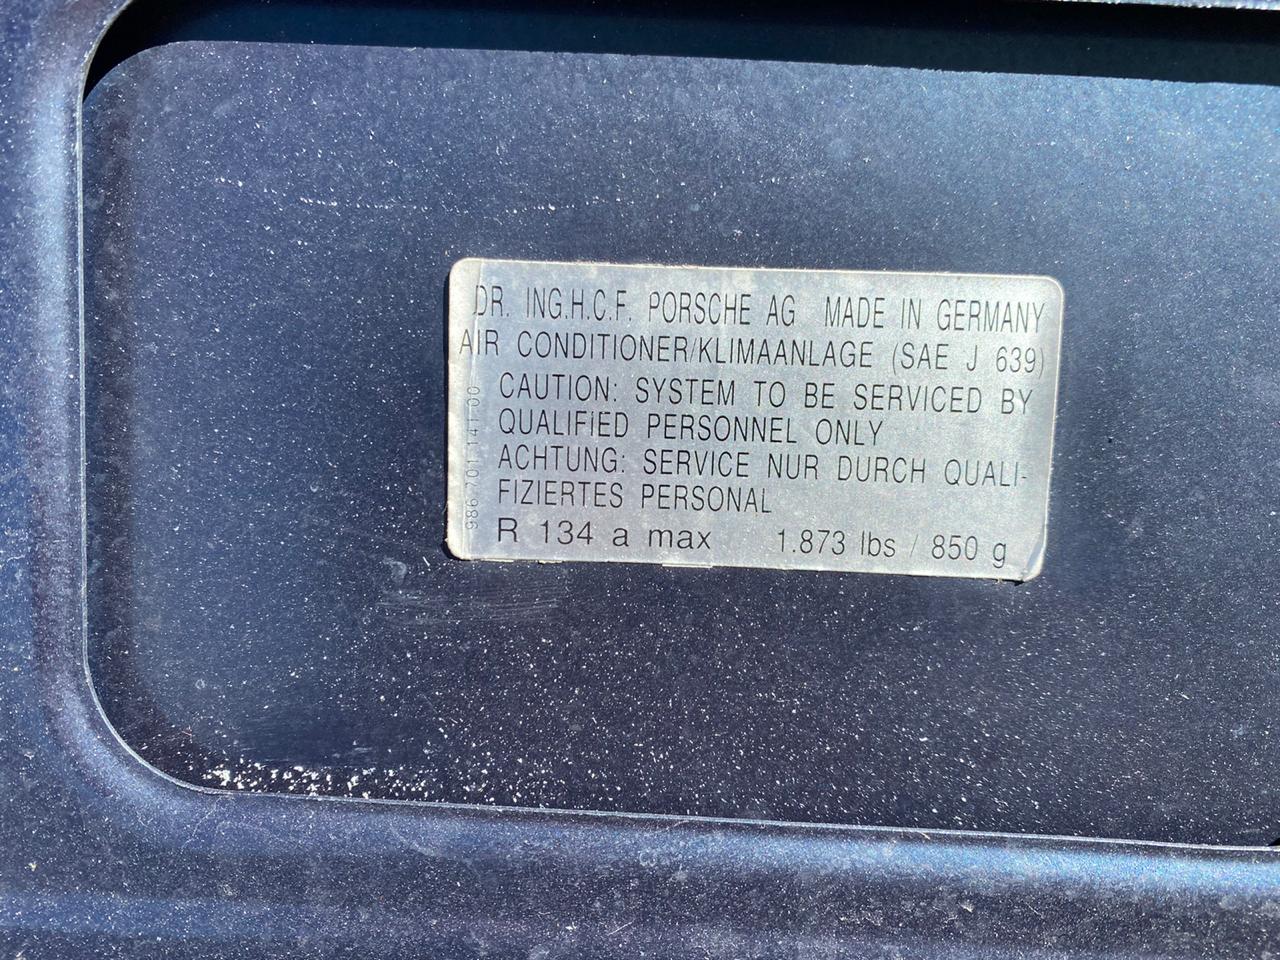 DR. ING.H.C.F. PORSCHE AG MADE IN GERMANY
AIR CONDITIONER/KLIMAANLAGE (SAE J 639)
CAUTION: SYSTEM TO BE SERVICED BY
QUALIFIED PERSONNEL ONLY
ACHTUNG: SERVICE NUR DURCH QUALI-
FIZIERTES PERSONAL
R 134 a max 1.873 lbs / 850 g
986 701 141 00